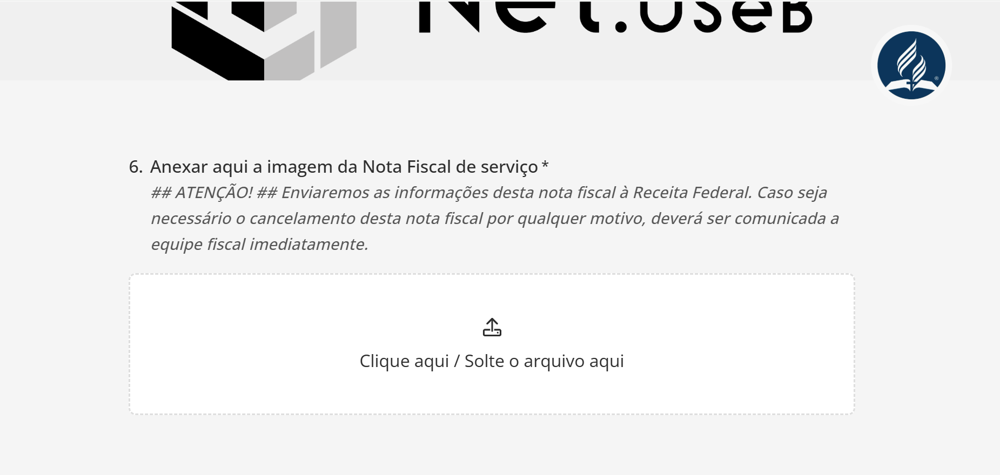 Net.USeB
®
6. Anexar aqui a imagem da Nota Fiscal de serviço *
## ATENÇÃO! ## Enviaremos as informações desta nota fiscal à Receita Federal. Caso seja
necessário o cancelamento desta nota fiscal por qualquer motivo, deverá ser comunicada a
equipe fiscal imediatamente.
Clique aqui / Solte o arquivo aqui